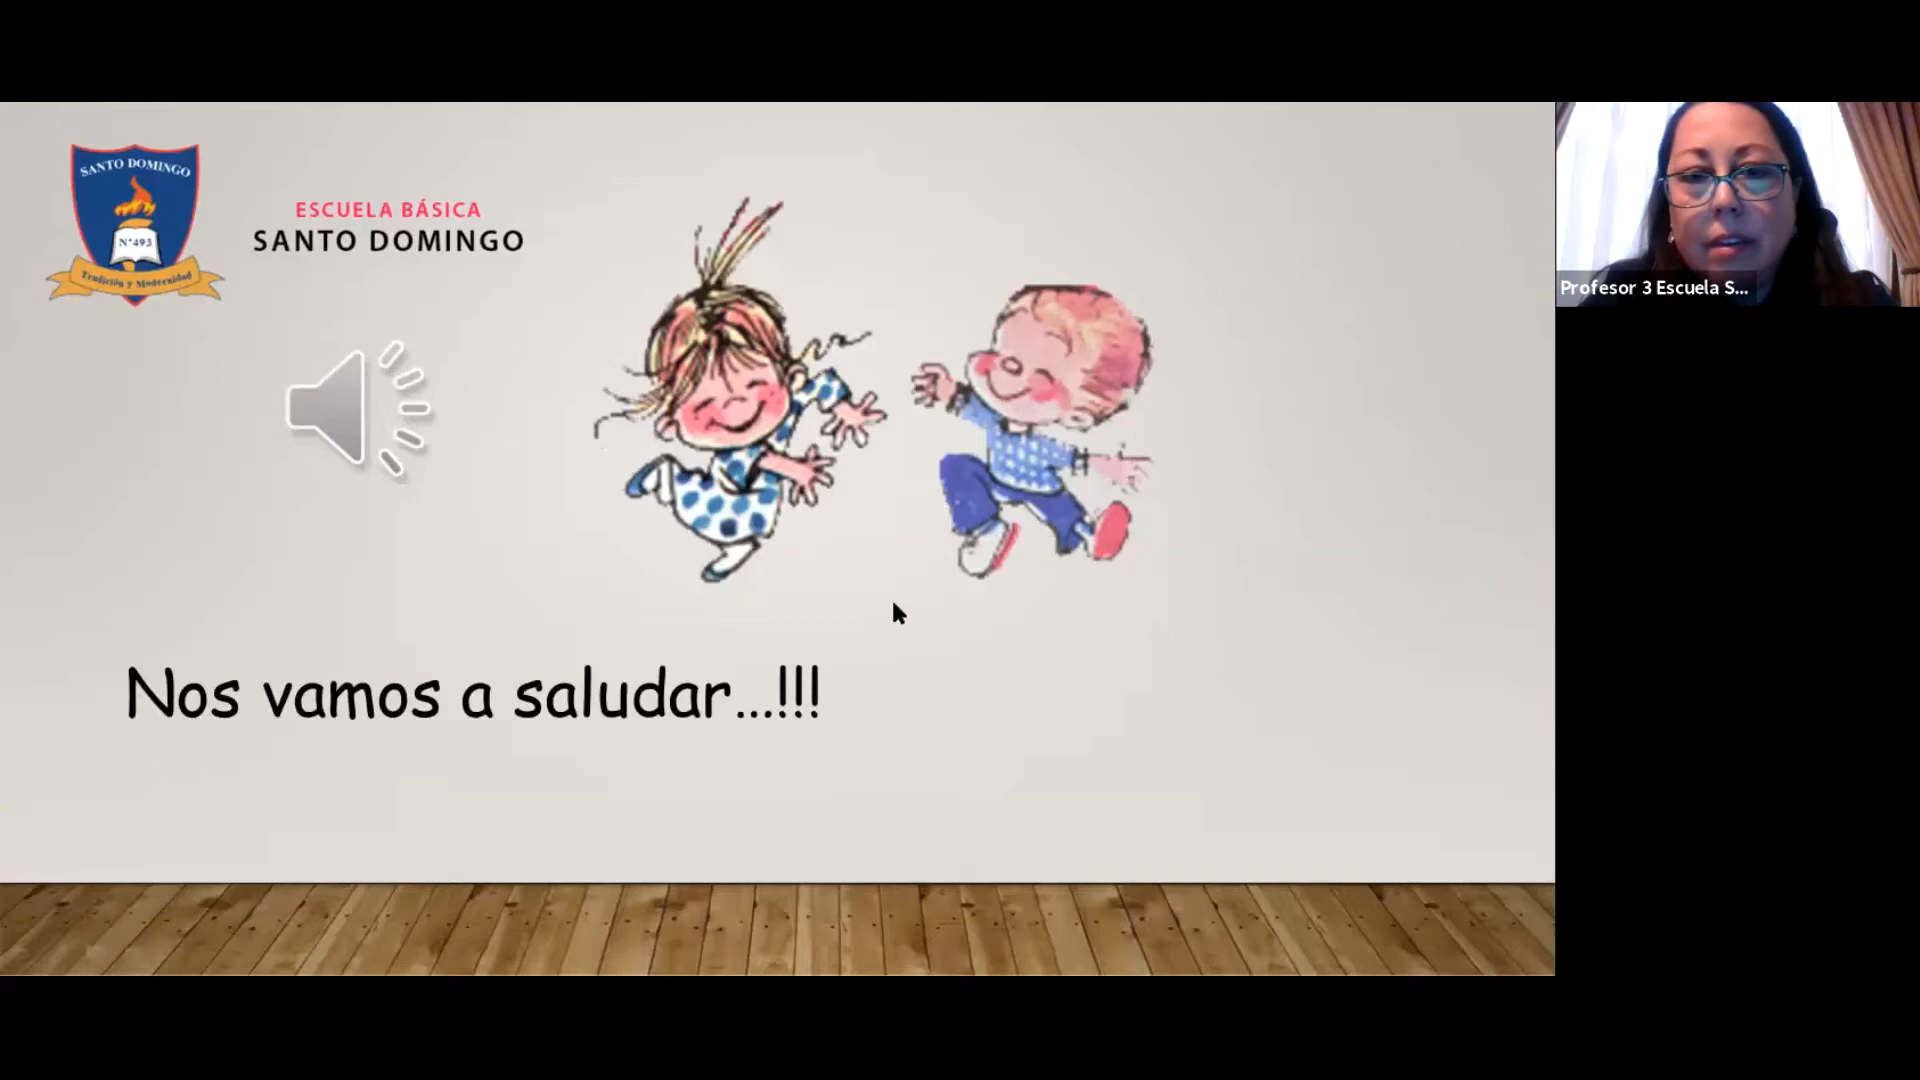 SANTO DOMINGO
N°493
Tradición y Modernidad
ESCUELA BÁSICA
SANTO DOMINGO
Nos vamos a saludar...!!!
Profesor 3 Escuela S...